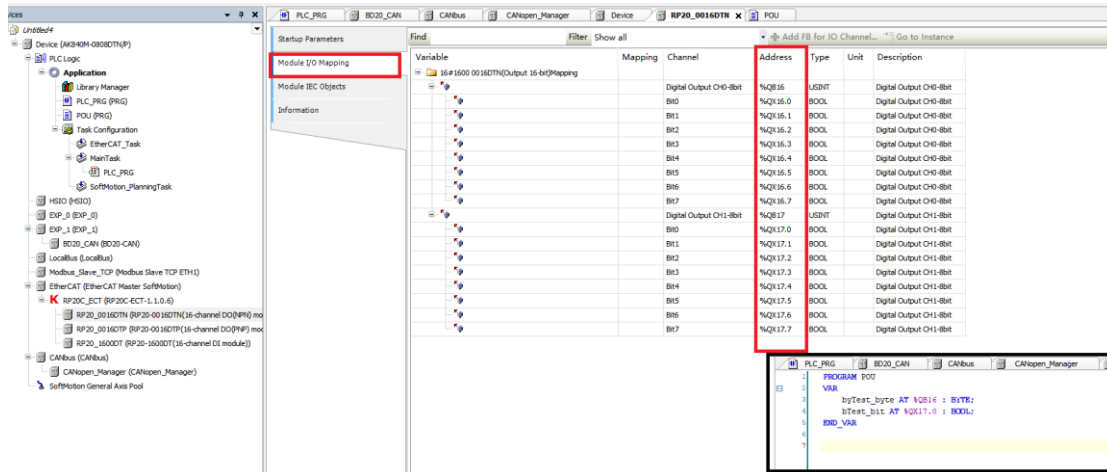 vices
Untitled4
Device (AK840M-0808DTN/P)
PLC Logic
Application
Library Manager
PLC_PRG (PRG)
POU (PRG)
Task Configuration
EtherCAT_Task
MainTask
PLC_PRG
SoftMotion_PlanningTask
HSIO (HSIO)
EXP_0 (EXP_0)
EXP_1 (EXP_1)
BD20_CAN (BD20-CAN)
LocalBus (LocalBus)
Modbus_Slave_TCP (Modbus Slave TCP ETH1)
EtherCAT (EtherCAT Master SoftMotion)
RP20C_ECT (RP20C-ECT-1.1.0.6)
RP20_0016DTN (RP20-0016DTN(16-channel DO(NPN) mo
RP20_0016DTP (RP20-0016DTP(16-channel DO(PNP) mod
RP20_1600DT (RP20-1600DT(16-channel DI module))
CANbus (CANbus)
CANopen_Manager (CANopen_Manager)
SoftMotion General Axis Pool
PLC_PRG BD20_CAN CANbus CANopen_Manager Device RP20_0016DTN POU
Startup Parameters
Module I/O Mapping
Module IEC Objects
Information
Find Filter Show all Add FB for IO Channel... Go to Instance
Variable Mapping Channel Address Type Unit Description
16#1600 0016DTN(Output 16-bit)Mapping
Digital Output CH0-8bit %QB16 USINT Digital Output CH0-8bit
Bit0 %QX16.0 BOOL Digital Output CH0-8bit
Bit1 %QX16.1 BOOL Digital Output CH0-8bit
Bit2 %QX16.2 BOOL Digital Output CH0-8bit
Bit3 %QX16.3 BOOL Digital Output CH0-8bit
Bit4 %QX16.4 BOOL Digital Output CH0-8bit
Bit5 %QX16.5 BOOL Digital Output CH0-8bit
Bit6 %QX16.6 BOOL Digital Output CH0-8bit
Bit7 %QX16.7 BOOL Digital Output CH0-8bit
Digital Output CH1-8bit %QB17 USINT Digital Output CH1-8bit
Bit0 %QX17.0 BOOL Digital Output CH1-8bit
Bit1 %QX17.1 BOOL Digital Output CH1-8bit
Bit2 %QX17.2 BOOL Digital Output CH1-8bit
Bit3 %QX17.3 BOOL Digital Output CH1-8bit
Bit4 %QX17.4 BOOL Digital Output CH1-8bit
Bit5 %QX17.5 BOOL Digital Output CH1-8bit
Bit6 %QX17.6 BOOL Digital Output CH1-8bit
Bit7 %QX17.7 BOOL Digital Output CH1-8bit
PLC_PRG BD20_CAN CANbus CANopen_Manager
1 PROGRAM POU
2 VAR
3 byTest_byte AT %QB16 : BYTE;
4 bTest_bit AT %QX17.0 : BOOL;
5 END_VAR
6
7